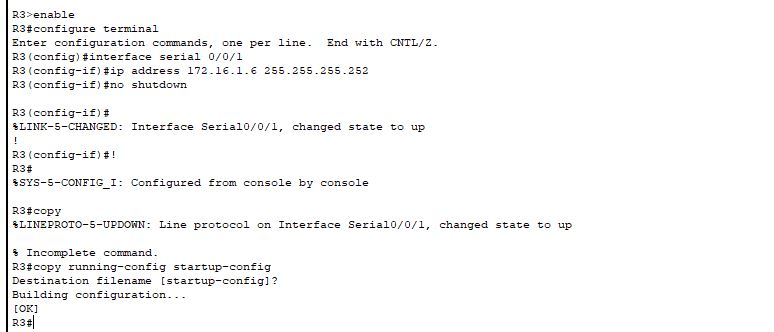 R3>enable
R3#configure terminal
Enter configuration commands, one per line.  End with CNTL/Z.
R3(config)#interface serial 0/0/1
R3(config-if)#ip address 172.16.1.6 255.255.255.252
R3(config-if)#no shutdown
R3(config-if)#
%LINK-5-CHANGED: Interface Serial0/0/1, changed state to up
!
R3(config-if)#!
R3#
%SYS-5-CONFIG_I: Configured from console by console
R3#copy
%LINEPROTO-5-UPDOWN: Line protocol on Interface Serial0/0/1, changed state to up
% Incomplete command.
R3#copy running-config startup-config
Destination filename [startup-config]?
Building configuration...
[OK]
R3#